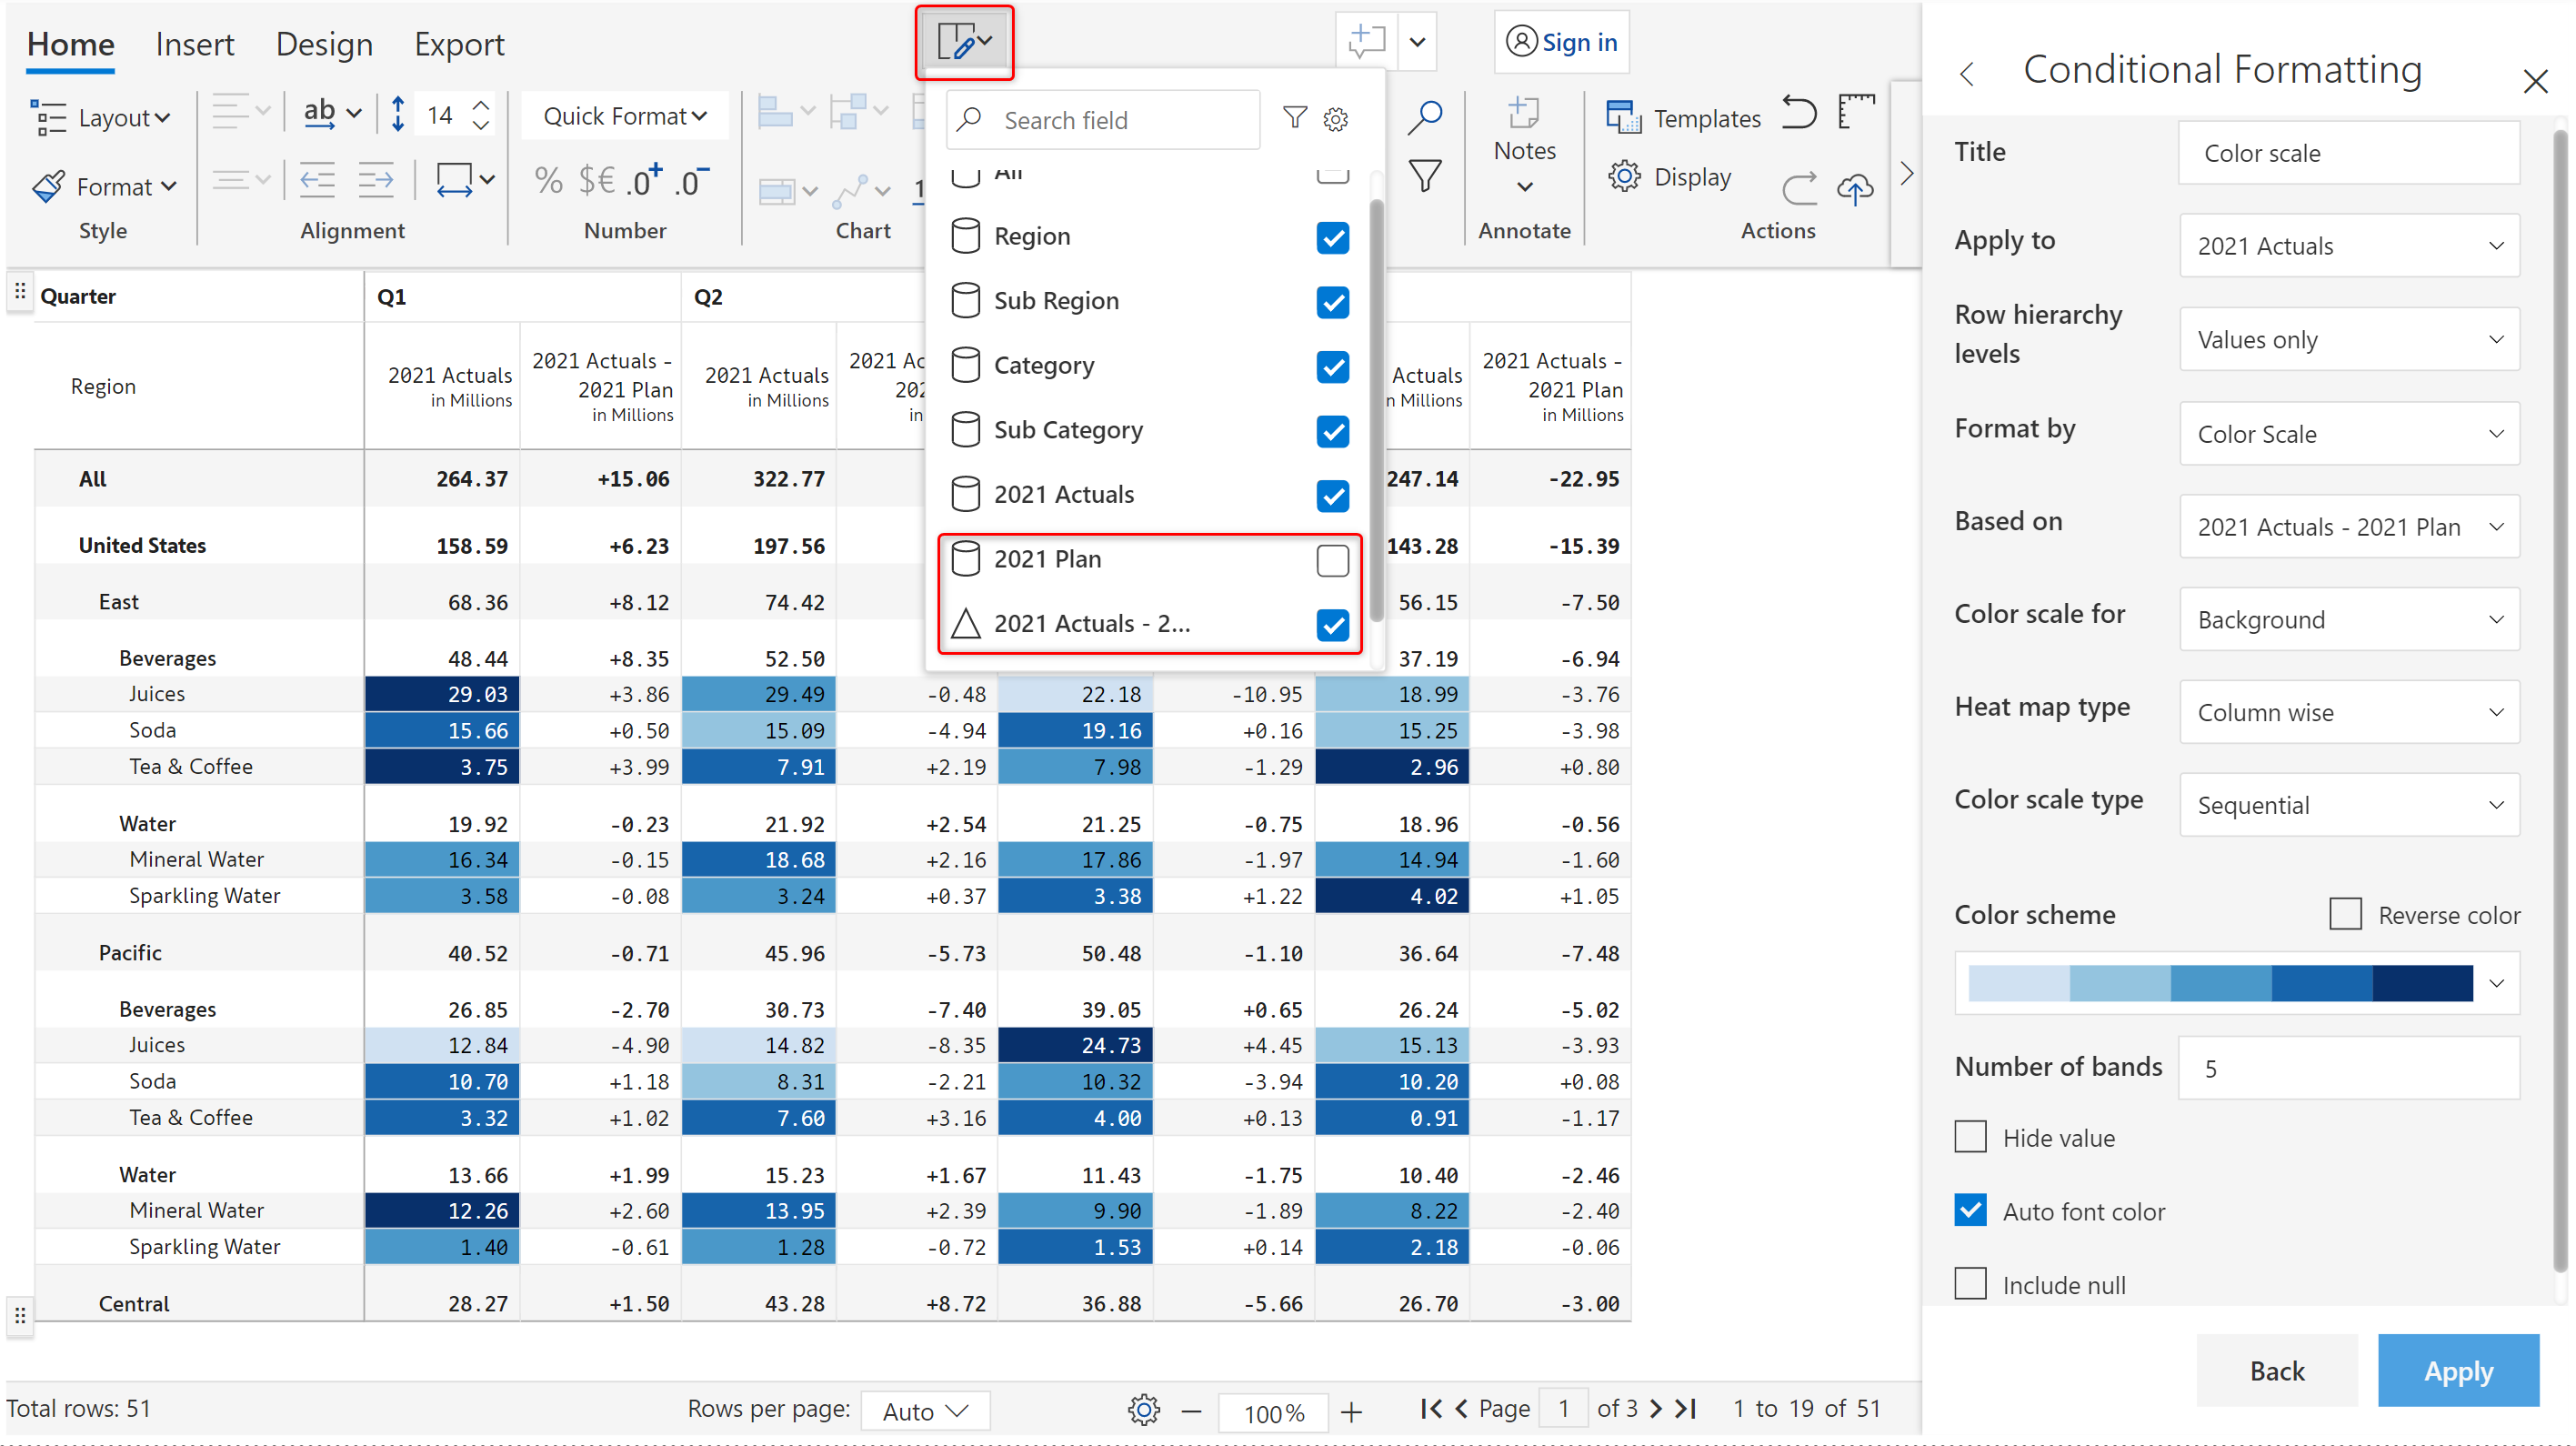 Home Insert Design Export
Sign in
Layout
ab
14
Quick Format
Format
% $€ .0+ .0-
Style
Alignment
Number
Chart
Search field
All
Region
Sub Region
Category
Sub Category
2021 Actuals
2021 Plan
2021 Actuals - 2...
Notes
Annotate
Templates
Display
Actions
Quarter Q1 Q2
Region
2021 Actuals
in Millions
2021 Actuals -
2021 Plan
in Millions
2021 Actuals
in Millions
Actuals
n Millions
2021 Actuals -
2021 Plan
in Millions
All 264.37 +15.06 322.77 247.14 -22.95
United States 158.59 +6.23 197.56 143.28 -15.39
East 68.36 +8.12 74.42 56.15 -7.50
Beverages 48.44 +8.35 52.50 37.19 -6.94
Juices 29.03 +3.86 29.49 -0.48 22.18 -10.95 18.99 -3.76
Soda 15.66 +0.50 15.09 -4.94 19.16 +0.16 15.25 -3.98
Tea & Coffee 3.75 +3.99 7.91 +2.19 7.98 -1.29 2.96 +0.80
Water 19.92 -0.23 21.92 +2.54 21.25 -0.75 18.96 -0.56
Mineral Water 16.34 -0.15 18.68 +2.16 17.86 -1.97 14.94 -1.60
Sparkling Water 3.58 -0.08 3.24 +0.37 3.38 +1.22 4.02 +1.05
Pacific 40.52 -0.71 45.96 -5.73 50.48 -1.10 36.64 -7.48
Beverages 26.85 -2.70 30.73 -7.40 39.05 +0.65 26.24 -5.02
Juices 12.84 -4.90 14.82 -8.35 24.73 +4.45 15.13 -3.93
Soda 10.70 +1.18 8.31 -2.21 10.32 -3.94 10.20 +0.08
Tea & Coffee 3.32 +1.02 7.60 +3.16 4.00 +0.13 0.91 -1.17
Water 13.66 +1.99 15.23 +1.67 11.43 -1.75 10.40 -2.46
Mineral Water 12.26 +2.60 13.95 +2.39 9.90 -1.89 8.22 -2.40
Sparkling Water 1.40 -0.61 1.28 -0.72 1.53 +0.14 2.18 -0.06
Central 28.27 +1.50 43.28 +8.72 36.88 -5.66 26.70 -3.00
Total rows: 51
Rows per page: Auto
100%
Page 1 of 3
1 to 19 of 51
Conditional Formatting
Title Color scale
Apply to 2021 Actuals
Row hierarchy
levels
Values only
Format by Color Scale
Based on 2021 Actuals - 2021 Plan
Color scale for Background
Heat map type Column wise
Color scale type Sequential
Color scheme Reverse color
Number of bands 5
Hide value
Auto font color
Include null
Back Apply